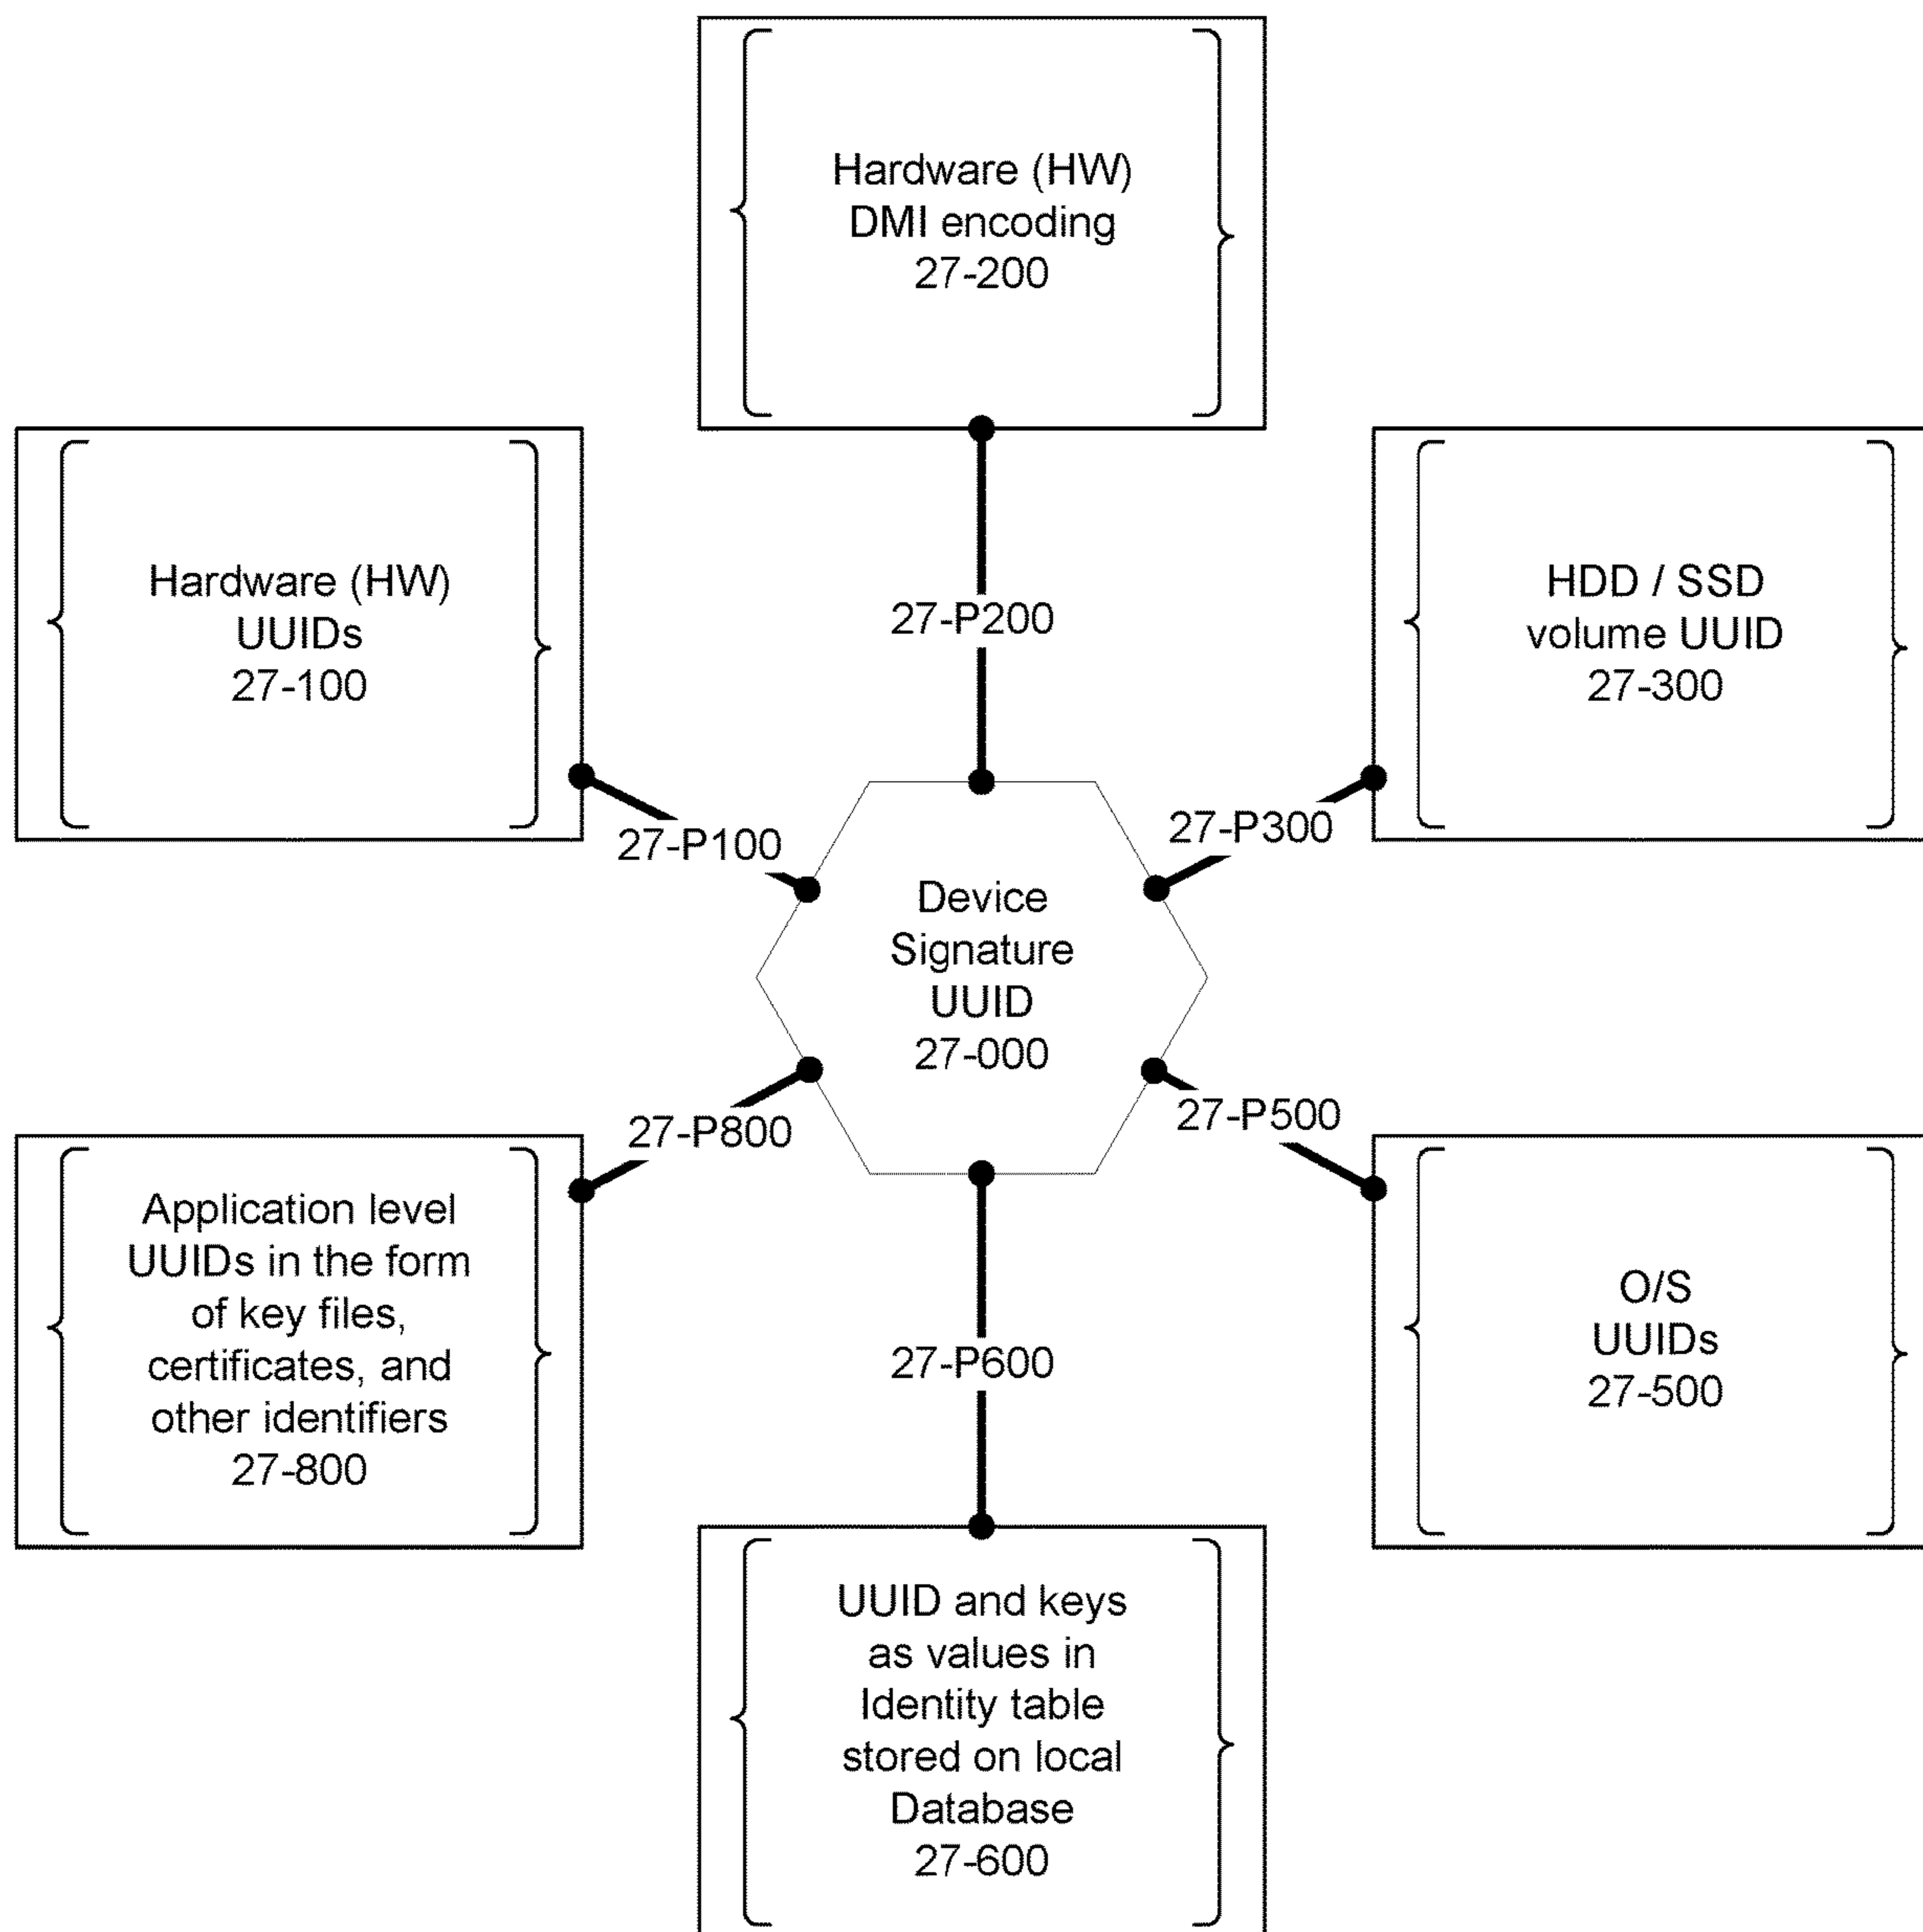 Hardware (HW)
DMI encoding
27-200
Hardware (HW)
UUIDs
27-100
27-P200
HDD / SSD
volume UUID
27-300
27-P100
27-P300
Device
Signature
UUID
27-000
27-P800
27-P500
Application level
UUIDs in the form
of key files,
certificates, and
other identifiers
27-800
27-P600
O/S
UUIDs
27-500
UUID and keys
as values in
Identity table
stored on local
Database
27-600